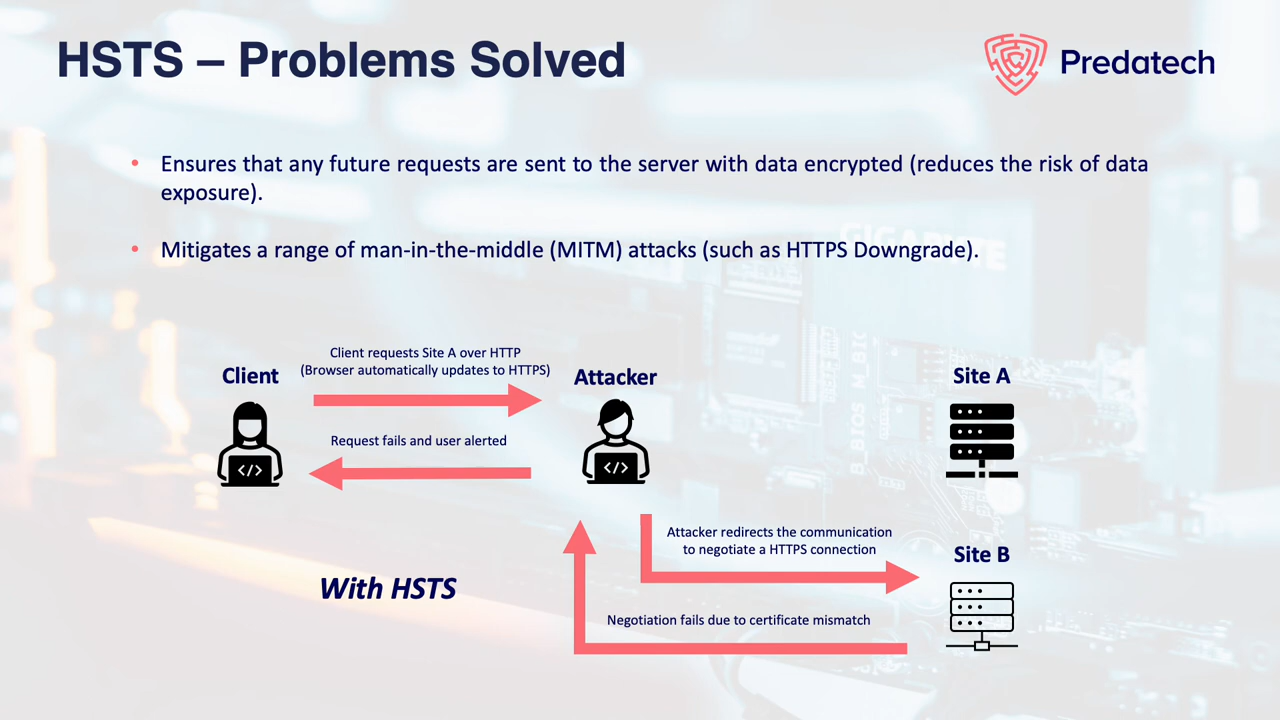 HSTS – Problems Solved
Predatech
• Ensures that any future requests are sent to the server with data encrypted (reduces the risk of data
exposure).
• Mitigates a range of man-in-the-middle (MITM) attacks (such as HTTPS Downgrade).
GIGABYTE
Client requests Site A over HTTP
(Browser automatically updates to HTTPS)
Client
Attacker
Site A
M_BIOS
B_BIOS
Request fails and user alerted
</>
</>
Attacker redirects the communication
to negotiate a HTTPS connection
Site B
With HSTS
Negotiation fails due to certificate mismatch